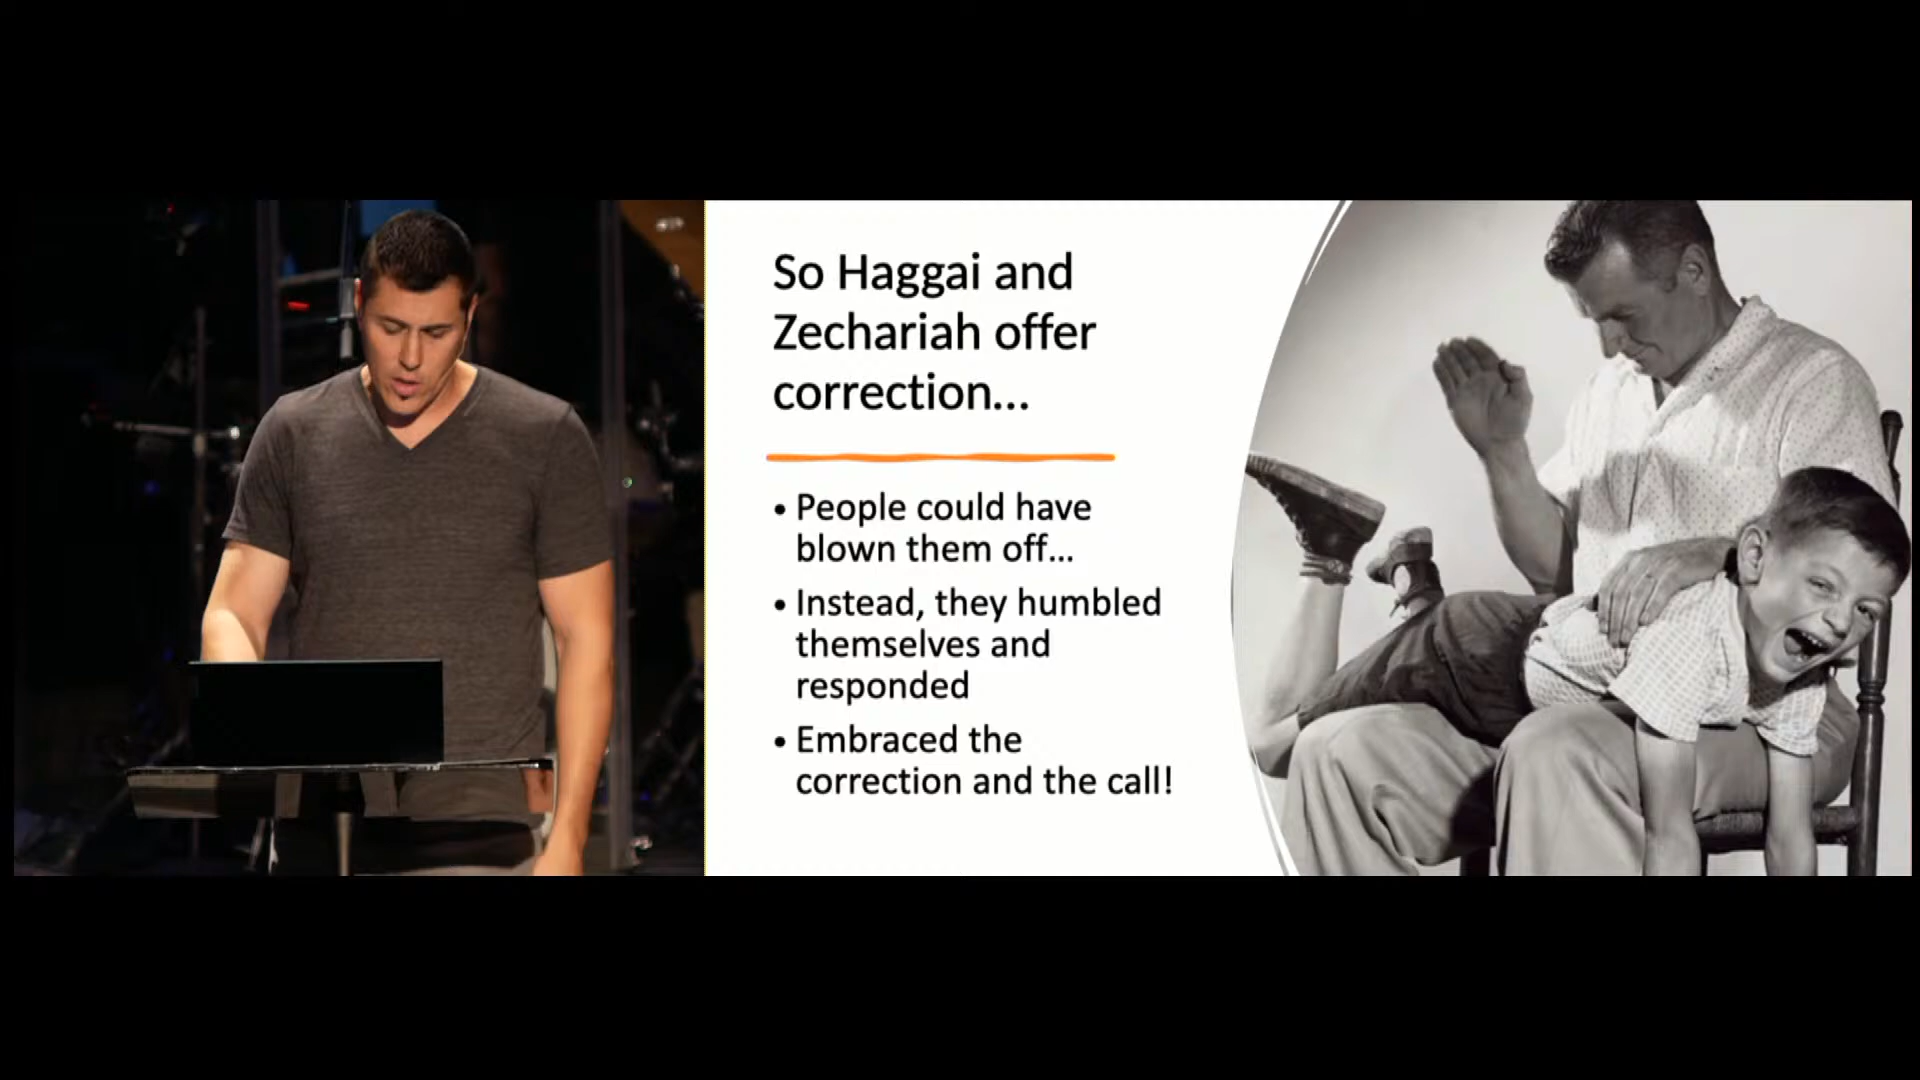 So Haggai and
Zechariah offer
correction...
• People could have
blown them off...
• Instead, they humbled
themselves and
responded
• Embraced the
correction and the call!